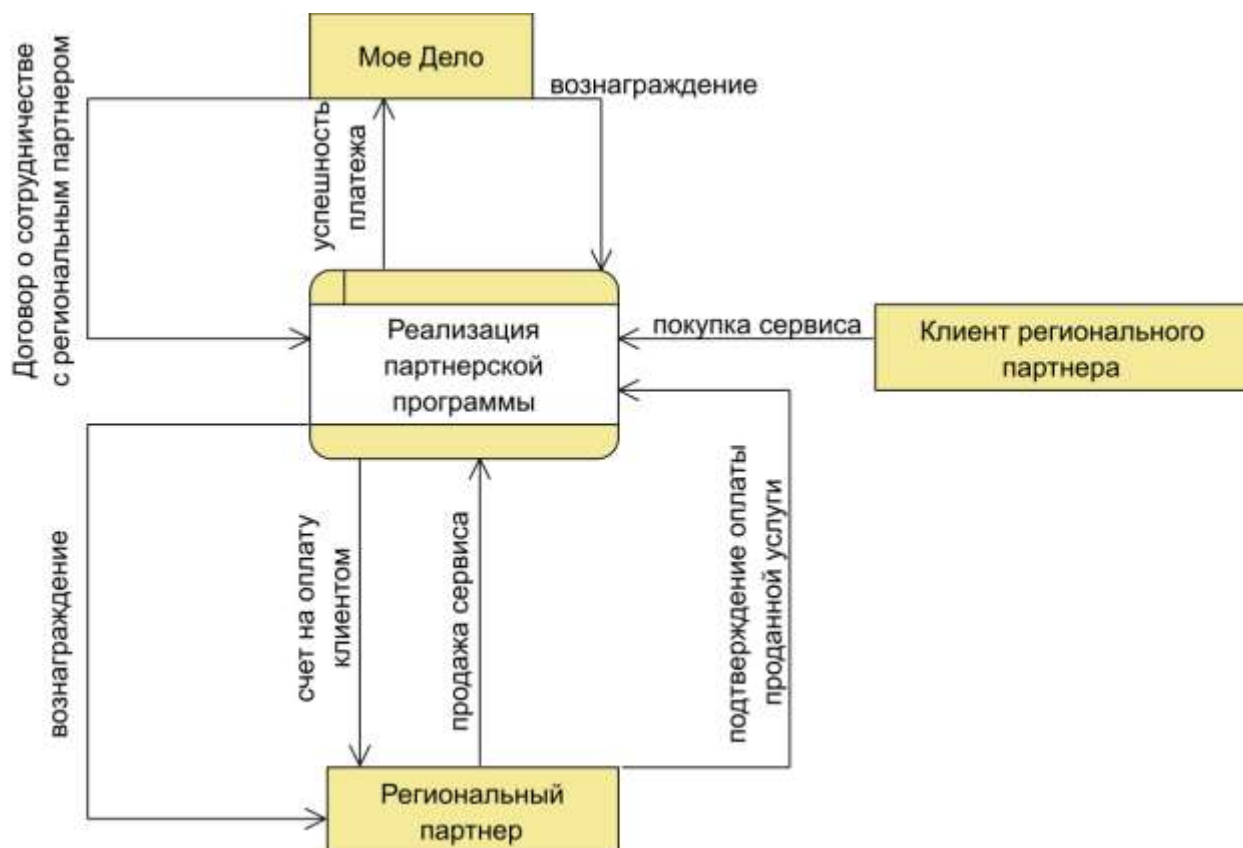 Мое Дело
вознаграждение
Договор о сотрудничестве
с региональным партнером
успешность
платежа
Реализация
партнерской
программы
покупка сервиса
Клиент регионального
партнера
вознаграждение
счет на оплату
клиентом
продажа сервиса
подтверждение оплаты
проданной услуги
Региональный
партнер